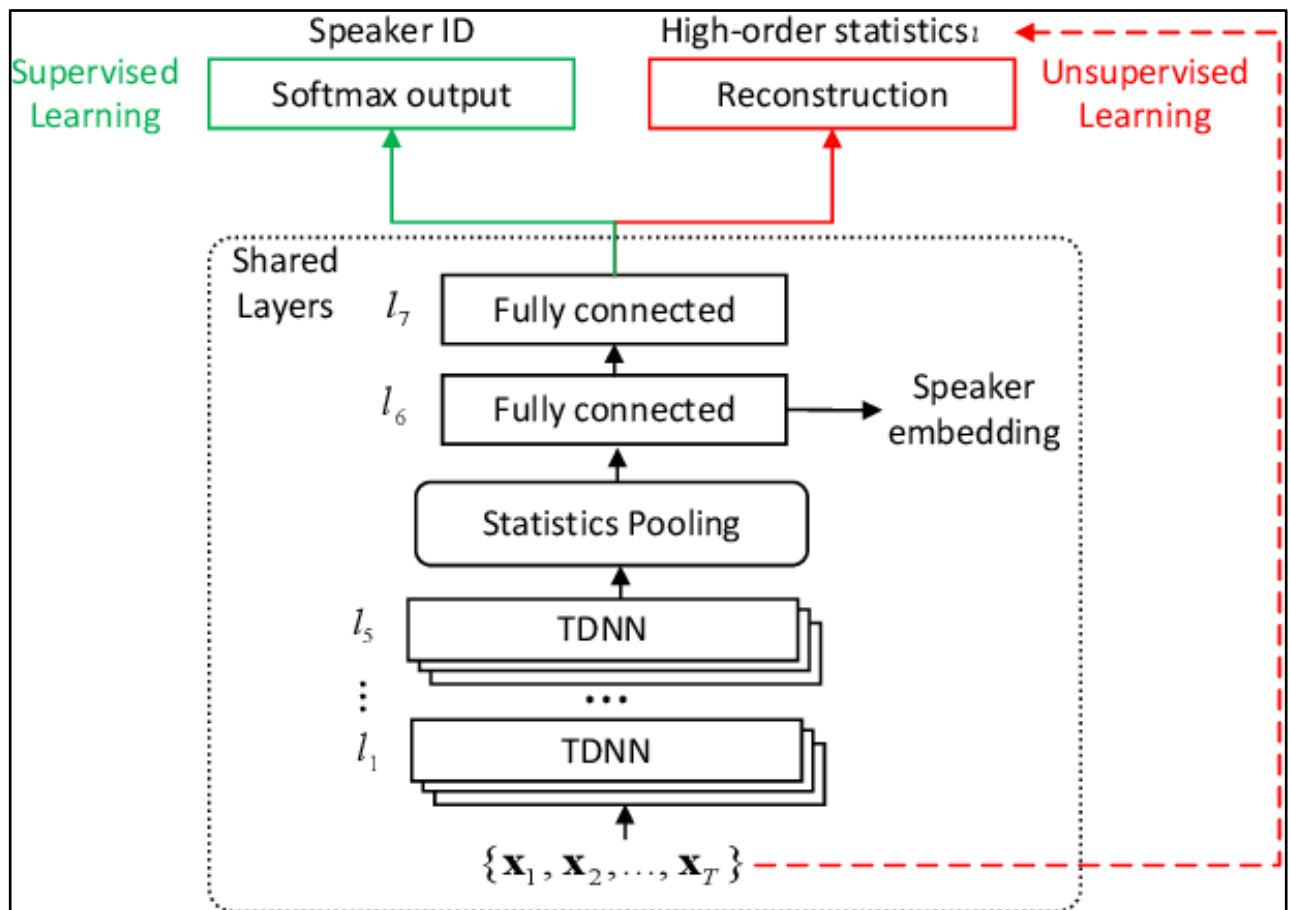 Speaker ID
High-order statistics l
Supervised
Learning
Softmax output
Reconstruction
Unsupervised
Learning
Shared
Layers
l7
Fully connected
l6
Fully connected
Speaker
embedding
Statistics Pooling
l5
TDNN
⋮
...
l1
TDNN
{x1, x2, ..., xT}